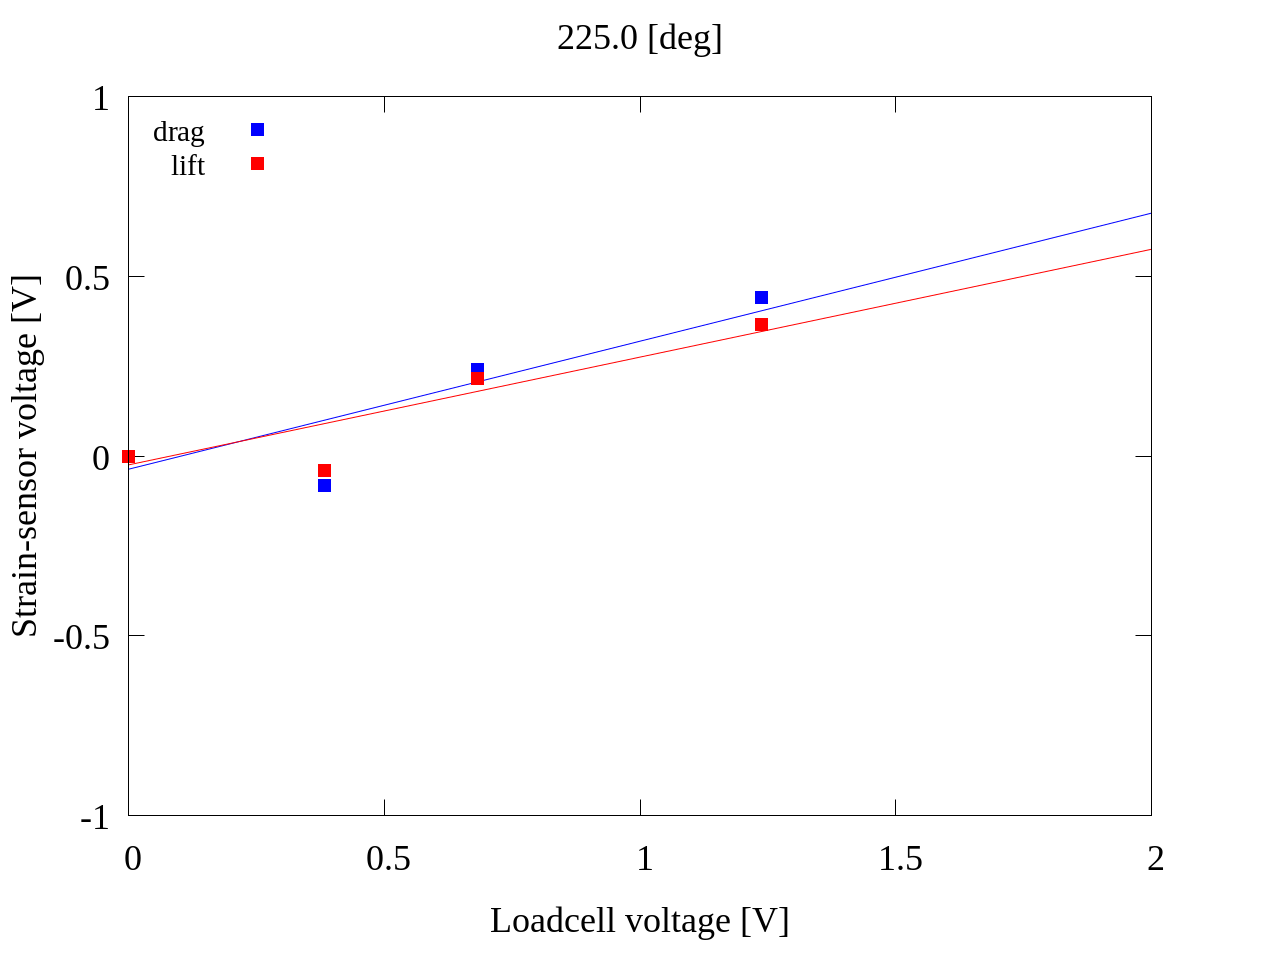 225.0 [deg]
1
drag
lift
0.5
0
-0.5
-1
Strain-sensor voltage [V]
0 0.5 1 1.5 2
Loadcell voltage [V]